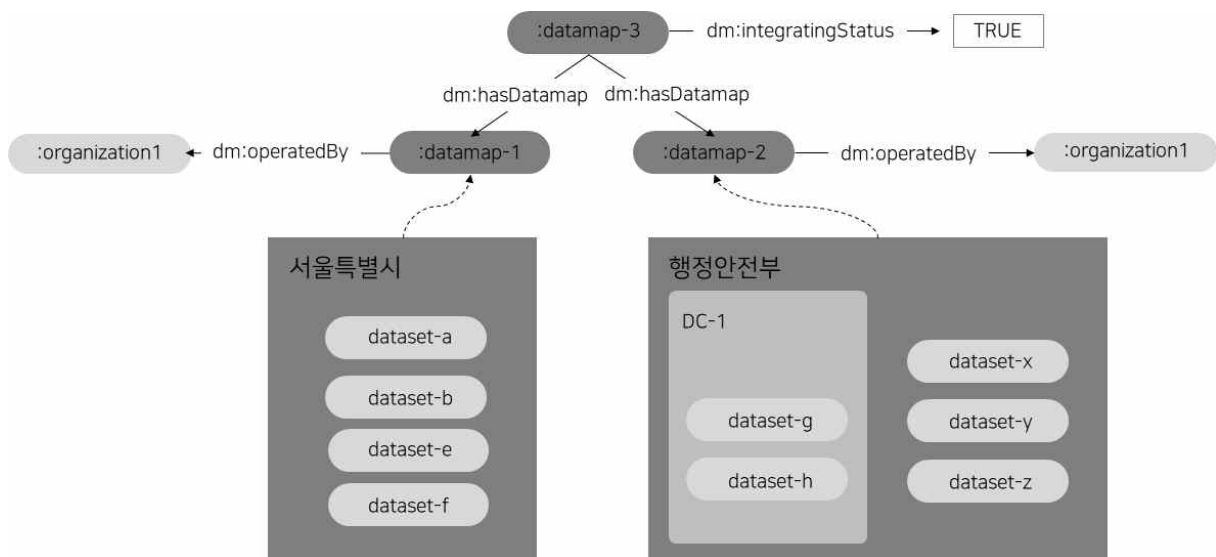 :datamap-3
dm:integratingStatus
TRUE
dm:hasDatamap
dm:hasDatamap
:organization1
dm:operatedBy
:datamap-1
:datamap-2
dm:operatedBy
:organization1
서울특별시
dataset-a
dataset-b
dataset-e
dataset-f
행정안전부
DC-1
dataset-g
dataset-h
dataset-x
dataset-y
dataset-z